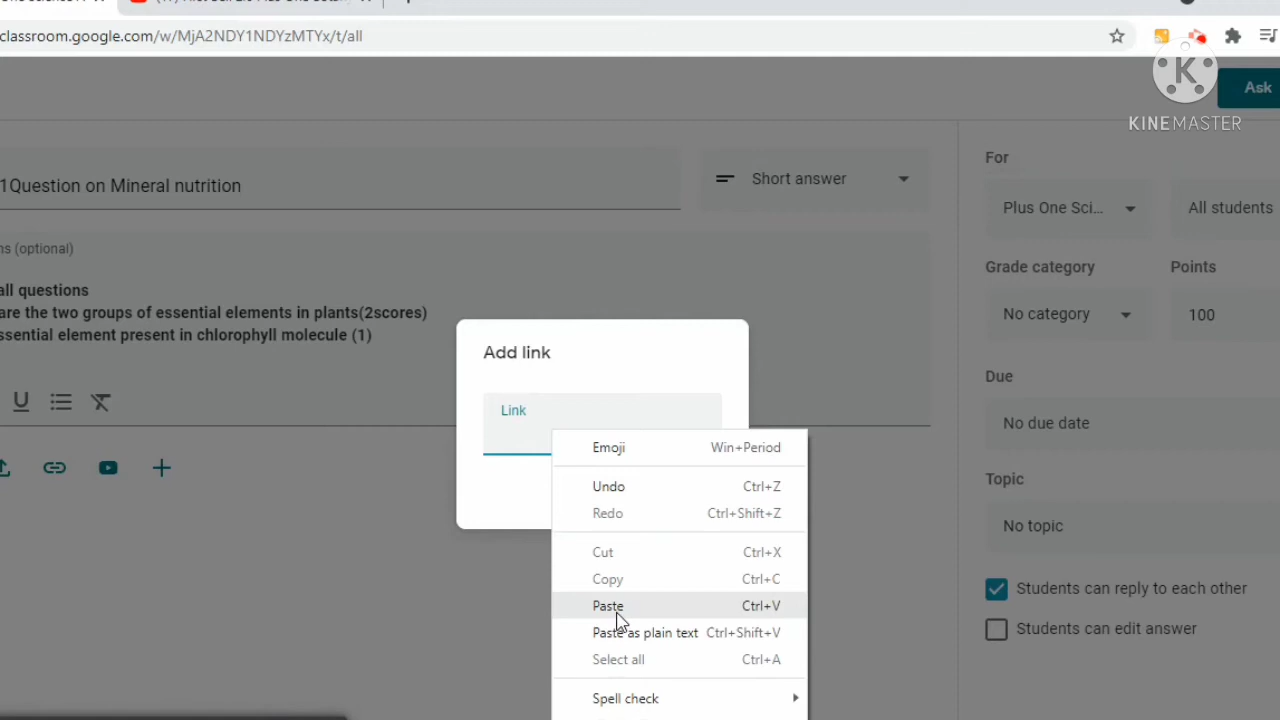 classroom.google.com/w/MjA2NDY1NDYzMTYx/t/all
Ask
KINEMASTER
1Question on Mineral nutrition
Short answer
For
Plus One Sci...
All students
ns (optional)
all questions
are the two groups of essential elements in plants(2scores)
ssential element present in chlorophyll molecule (1)
Grade category
Points
No category
100
Due
No due date
Topic
No topic
Students can reply to each other
Students can edit answer
Add link
Link
Emoji Win+Period
Undo Ctrl+Z
Redo Ctrl+Shift+Z
Cut Ctrl+X
Copy Ctrl+C
Paste Ctrl+V
Paste as plain text Ctrl+Shift+V
Select all Ctrl+A
Spell check